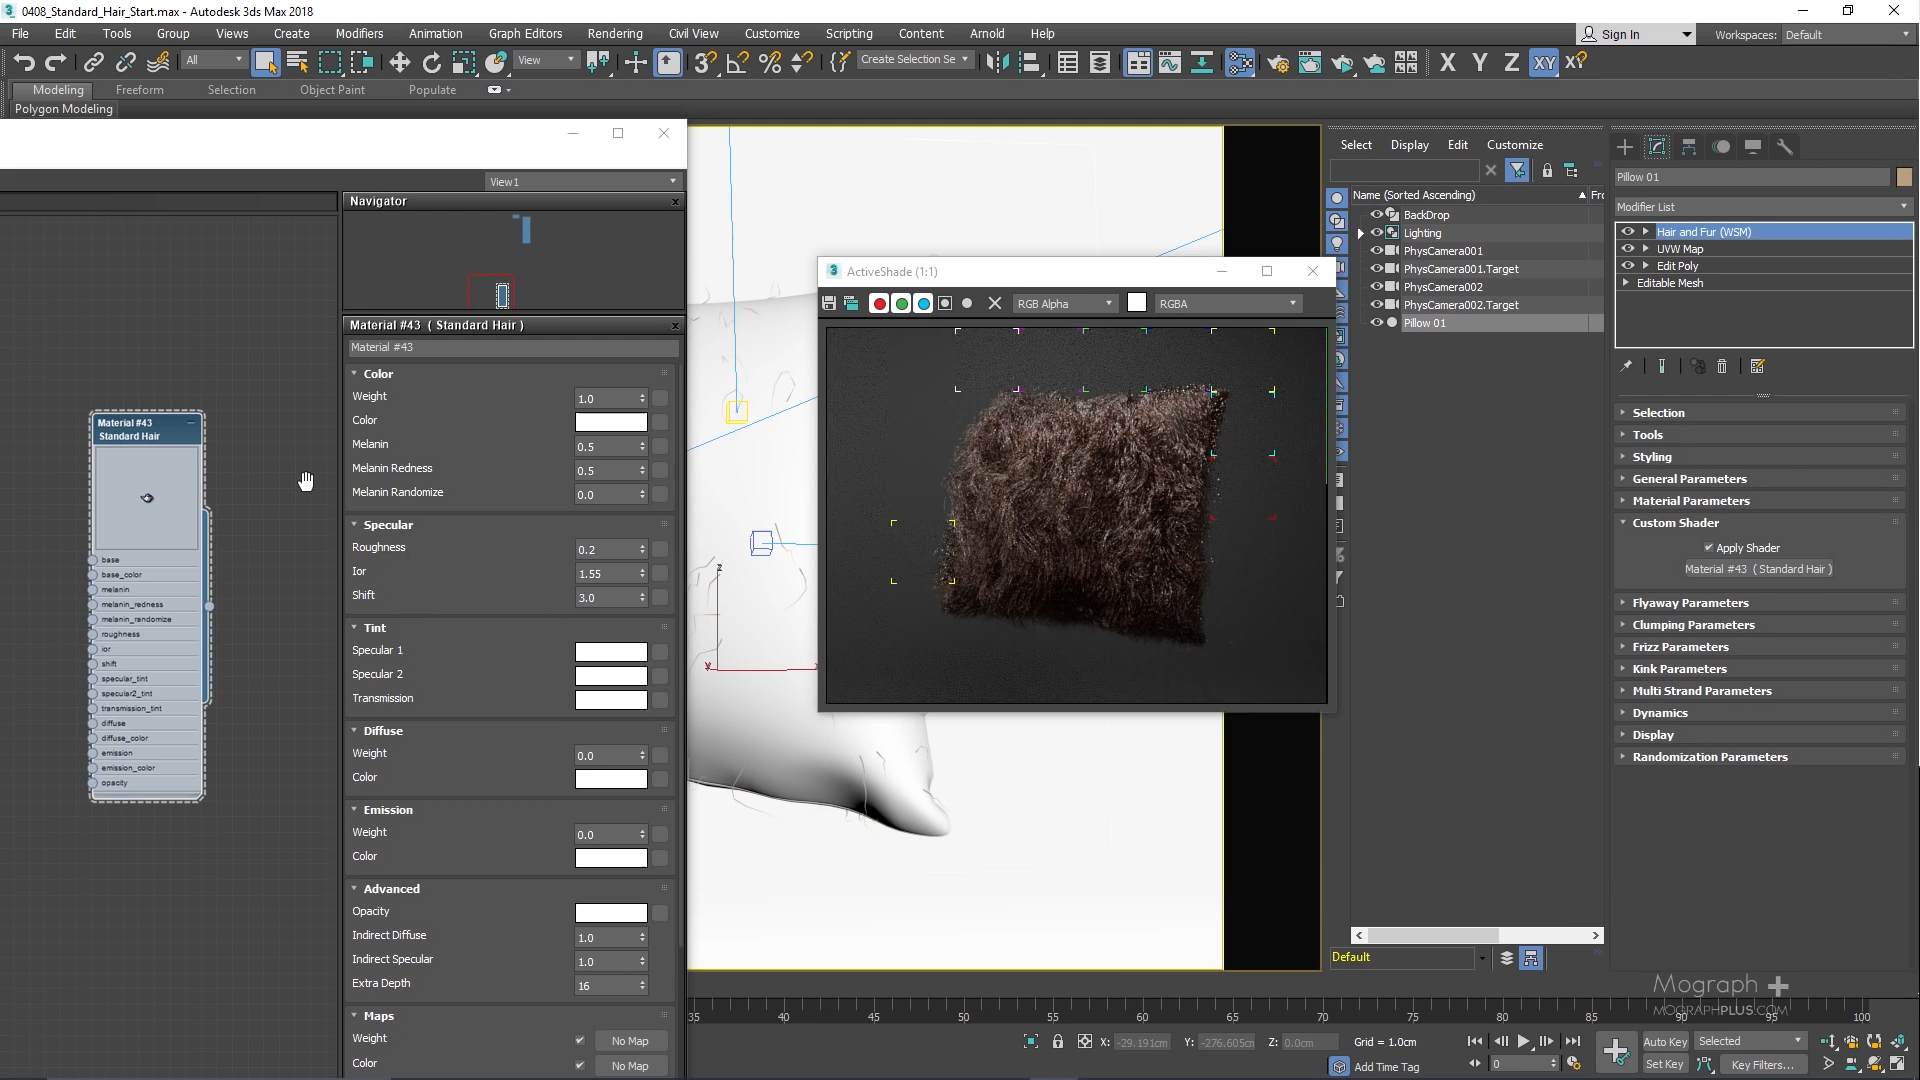 0408_Standard_Hair_Start.max - Autodesk 3ds Max 2018
File Edit Tools Group Views Create Modifiers Animation Graph Editors Rendering Civil View Customize Scripting Content Arnold Help
Sign In Workspaces: Default
All View Create Selection Se X Y Z XY
Modeling Freeform Selection Object Paint Populate
Polygon Modeling
View1
Navigator
Material #43 ( Standard Hair )
Material #43
Color
Weight 1.0
Color
Melanin 0.5
Melanin Redness 0.5
Melanin Randomize 0.0
Specular
Roughness 0.2
Ior 1.55
Shift 3.0
Tint
Specular 1
Specular 2
Transmission
Diffuse
Weight 0.0
Color
Emission
Weight 0.0
Color
Advanced
Opacity
Indirect Diffuse 1.0
Indirect Specular 1.0
Extra Depth 16
Maps
Weight No Map
Color No Map
Material #43
Standard Hair
base
base_color
melanin
melanin_redness
melanin_randomize
roughness
ior
shift
specular_tint
specular2_tint
transmission_tint
diffuse
diffuse_color
emission
emission_color
opacity
z
y
ActiveShade (1:1)
RGB Alpha RGBA
Select Display Edit Customize
Name (Sorted Ascending) Fr
BackDrop
Lighting
PhysCamera001
PhysCamera001.Target
PhysCamera002
PhysCamera002.Target
Pillow 01
Default
Pillow 01
Modifier List
Hair and Fur (WSM)
UVW Map
Edit Poly
Editable Mesh
Selection
Tools
Styling
General Parameters
Material Parameters
Custom Shader
Apply Shader
Material #43 ( Standard Hair )
Flyaway Parameters
Clumping Parameters
Frizz Parameters
Kink Parameters
Multi Strand Parameters
Dynamics
Display
Randomization Parameters
Mograph +
MOGRAPHPLUS.COM
35 40 45 50 55 60 65 70 75 80 85 90 95 100
X: -29.191cm Y: -276.605cm Z: 0.0cm Grid = 1.0cm
Auto Key Selected
Add Time Tag
0
Set Key Key Filters...